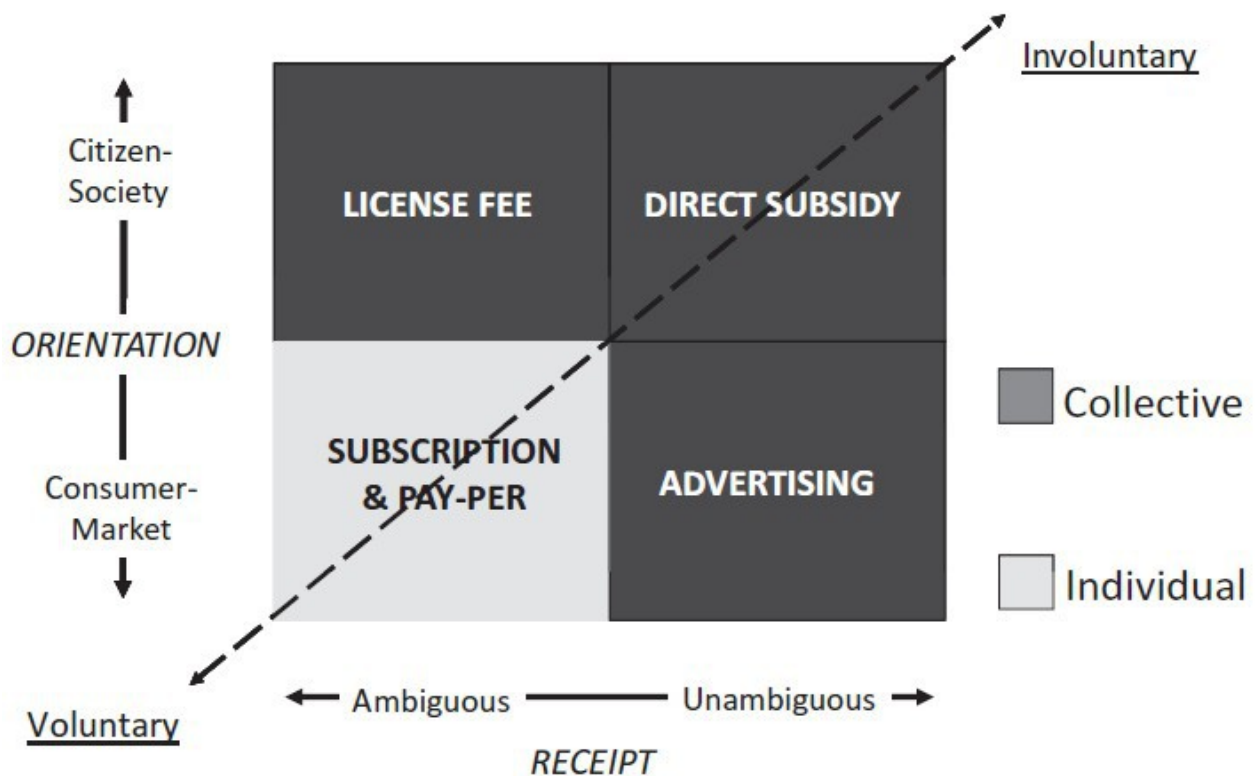 Involuntary
Citizen-
Society
LICENSE FEE
DIRECT SUBSIDY
ORIENTATION
Collective
SUBSCRIPTION
& PAY-PER
ADVERTISING
Consumer-
Market
Individual
Ambiguous
Unambiguous
Voluntary
RECEIPT